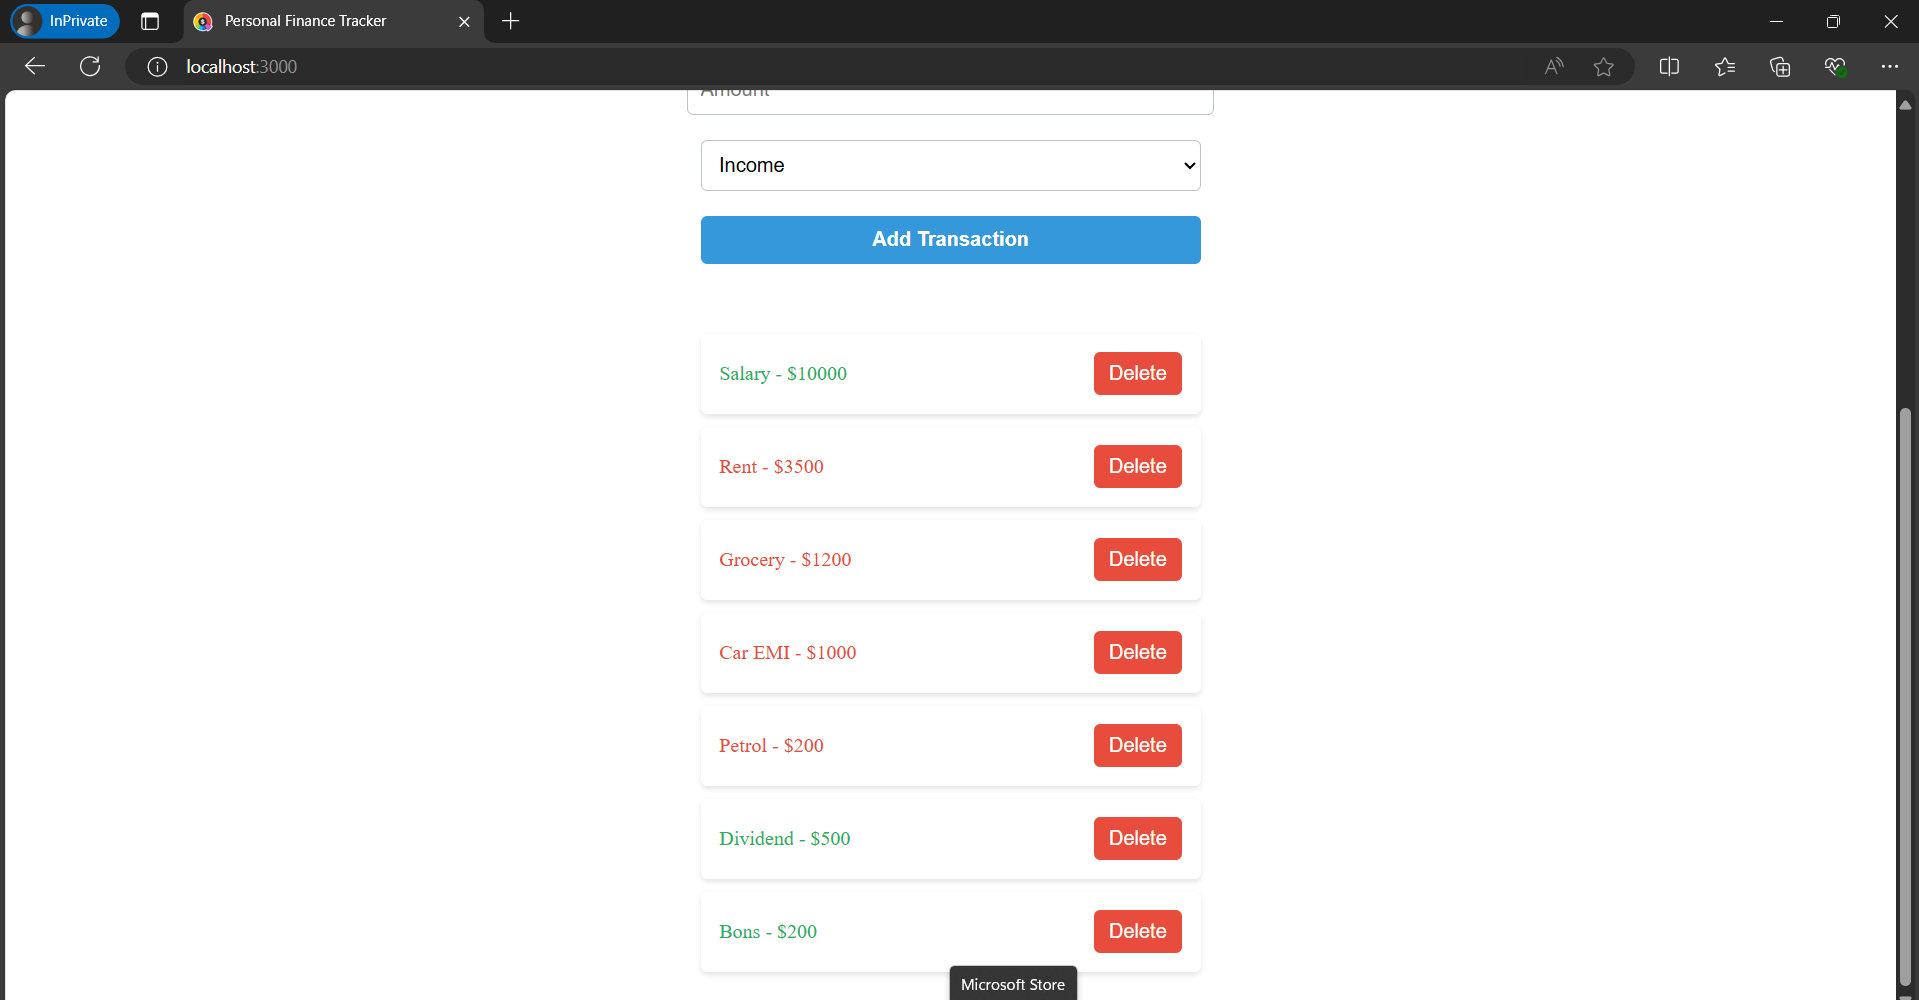 InPrivate
Personal Finance Tracker
localhost:3000
Amount
Income
Add Transaction
Salary - $10000
Delete
Rent - $3500
Delete
Grocery - $1200
Delete
Car EMI - $1000
Delete
Petrol - $200
Delete
Dividend - $500
Delete
Bons - $200
Delete
Microsoft Store